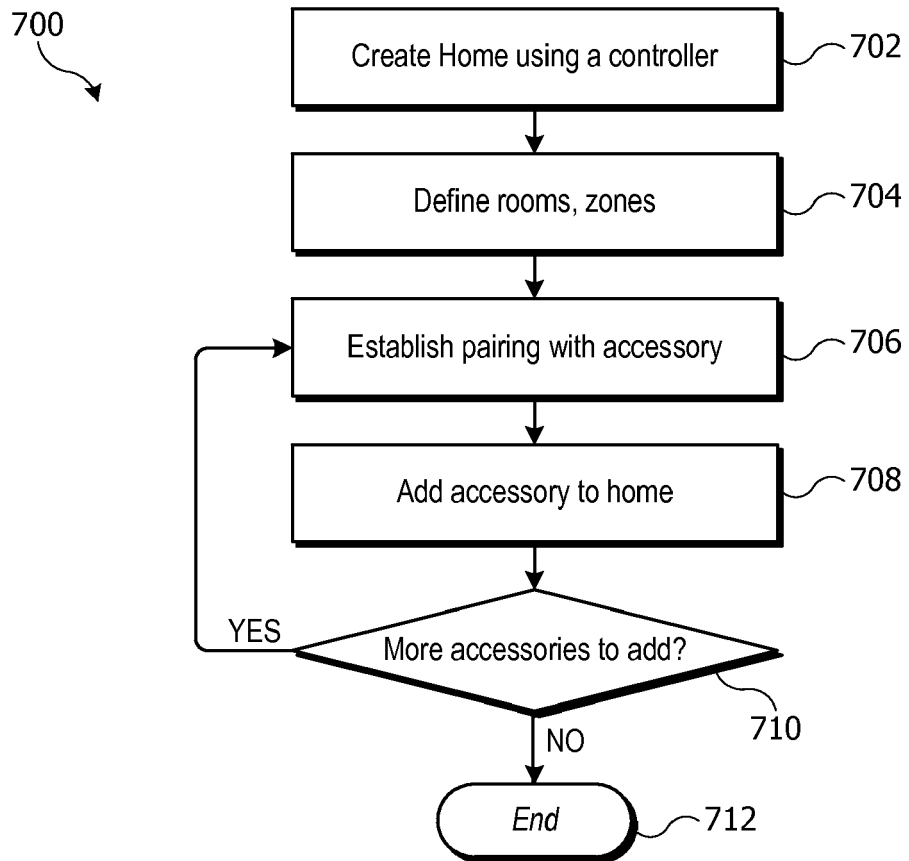 700
Create Home using a controller
702
Define rooms, zones
704
Establish pairing with accessory
706
Add accessory to home
708
YES
More accessories to add?
710
NO
End
712